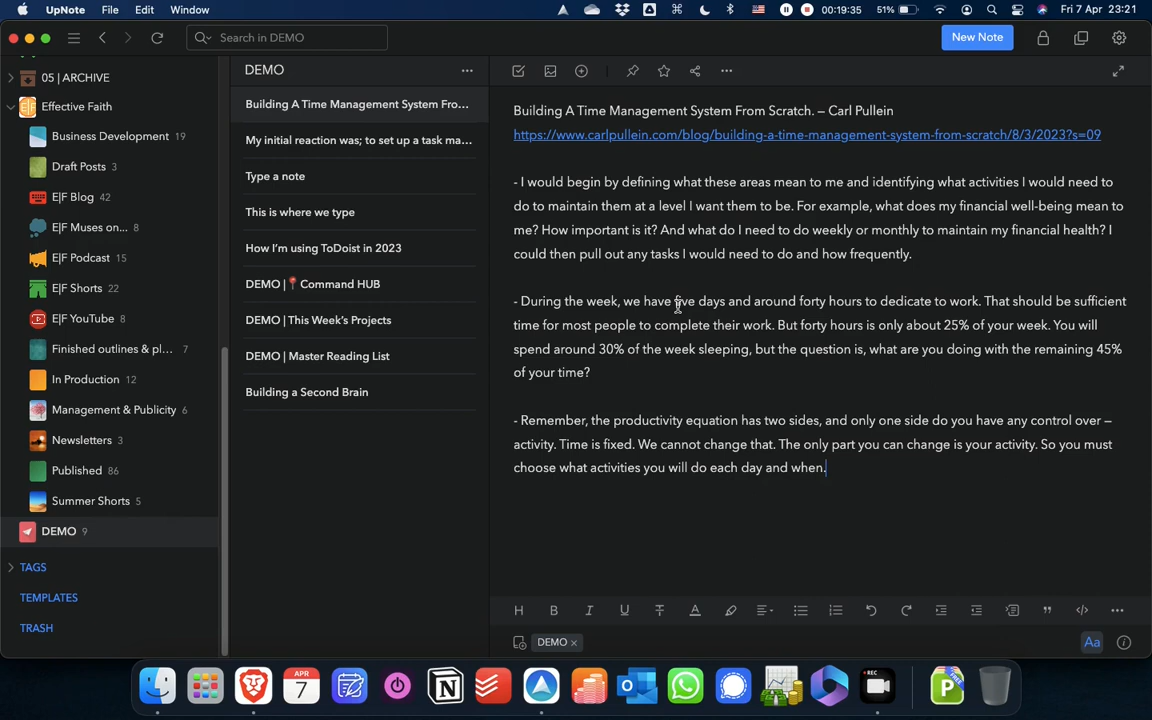 UpNote File Edit Window 00:19:35 51% Fri 7 Apr 23:21
Search in DEMO
New Note
05 | ARCHIVE
Effective Faith
Business Development 19
Draft Posts 3
E|F Blog 42
E|F Muses on... 8
E|F Podcast 15
E|F Shorts 22
E|F YouTube 8
Finished outlines & pl... 7
In Production 12
Management & Publicity 6
Newsletters 3
Published 86
Summer Shorts 5
DEMO 9
TAGS
TEMPLATES
TRASH
DEMO
Building A Time Management System Fro...
My initial reaction was; to set up a task ma...
Type a note
This is where we type
How I'm using ToDoist in 2023
DEMO | 📍 Command HUB
DEMO | This Week's Projects
DEMO | Master Reading List
Building a Second Brain
Building A Time Management System From Scratch. — Carl Pullein
https://www.carlpullein.com/blog/building-a-time-management-system-from-scratch/8/3/2023?s=09
- I would begin by defining what these areas mean to me and identifying what activities I would need to
do to maintain them at a level I want them to be. For example, what does my financial well-being mean to
me? How important is it? And what do I need to do weekly or monthly to maintain my financial health? I
could then pull out any tasks I would need to do and how frequently.
- During the week, we have five days and around forty hours to dedicate to work. That should be sufficient
time for most people to complete their work. But forty hours is only about 25% of your week. You will
spend around 30% of the week sleeping, but the question is, what are you doing with the remaining 45%
of your time?
- Remember, the productivity equation has two sides, and only one side do you have any control over —
activity. Time is fixed. We cannot change that. The only part you can change is your activity. So you must
choose what activities you will do each day and when.
H B I U T A
DEMO ×
Aa
APR
7
REC
FREE